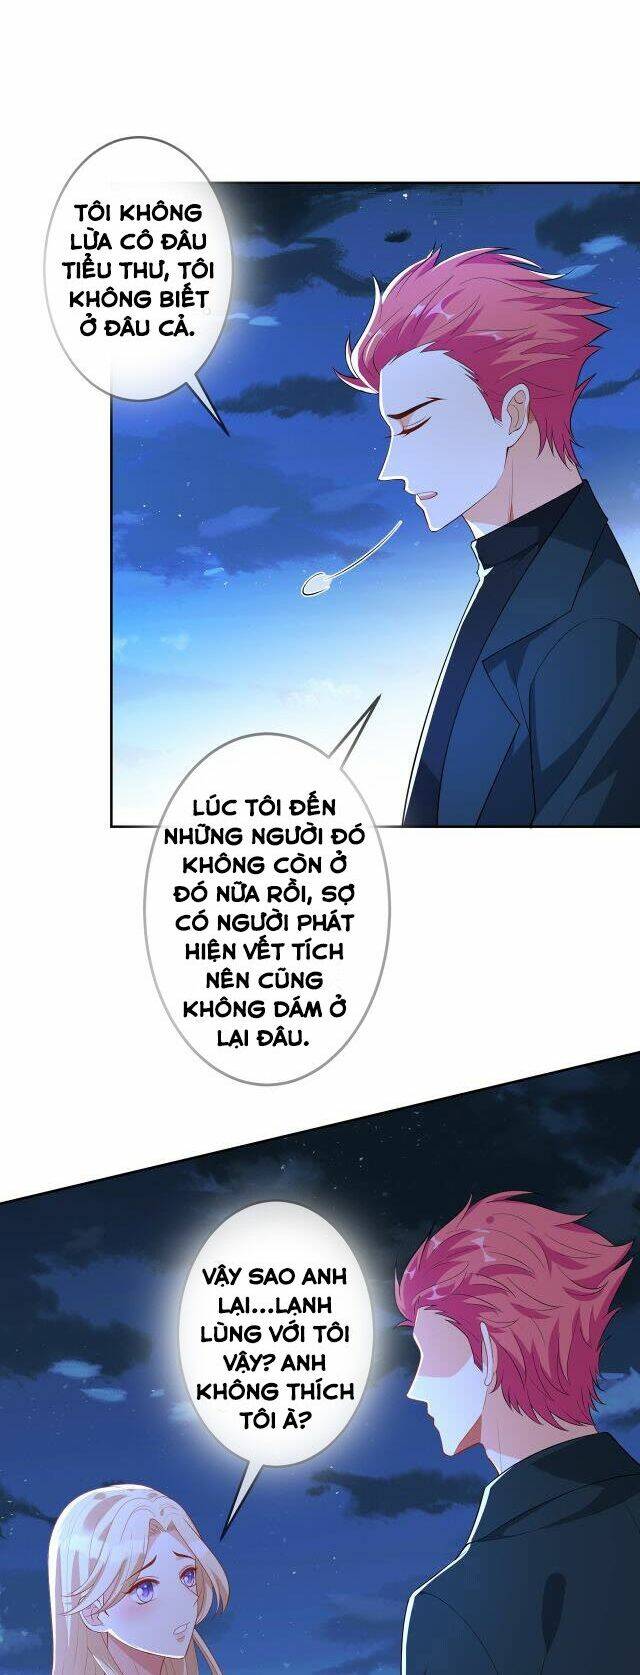 TÔI KHÔNG
LỪA CÔ ĐÂU
TIỂU THƯ, TÔI
KHÔNG BIẾT
Ở ĐÂU CẢ.
LÚC TÔI ĐẾN
NHỮNG NGƯỜI ĐÓ
KHÔNG CÒN Ở
ĐÓ NỮA RỒI, SỢ
CÓ NGƯỜI PHÁT
HIỆN VẾT TÍCH
NÊN CŨNG
KHÔNG DÁM Ở
LẠI ĐÂU.
VẬY SAO ANH
LẠI...LẠNH
LÙNG VỚI TÔI
VẬY? ANH
KHÔNG THÍCH
TÔI À?